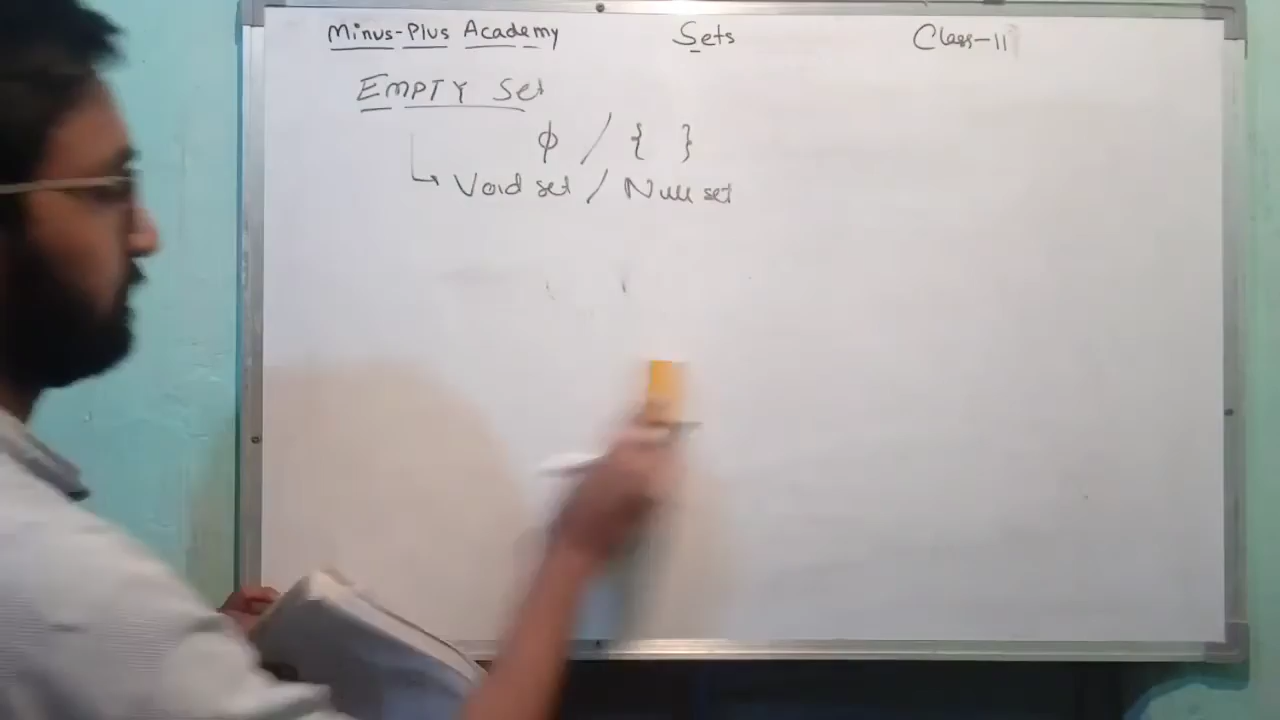 Minus-Plus Academy Sets Class-11
EMPTY Set
ϕ / { }
↳ Void set / Null set